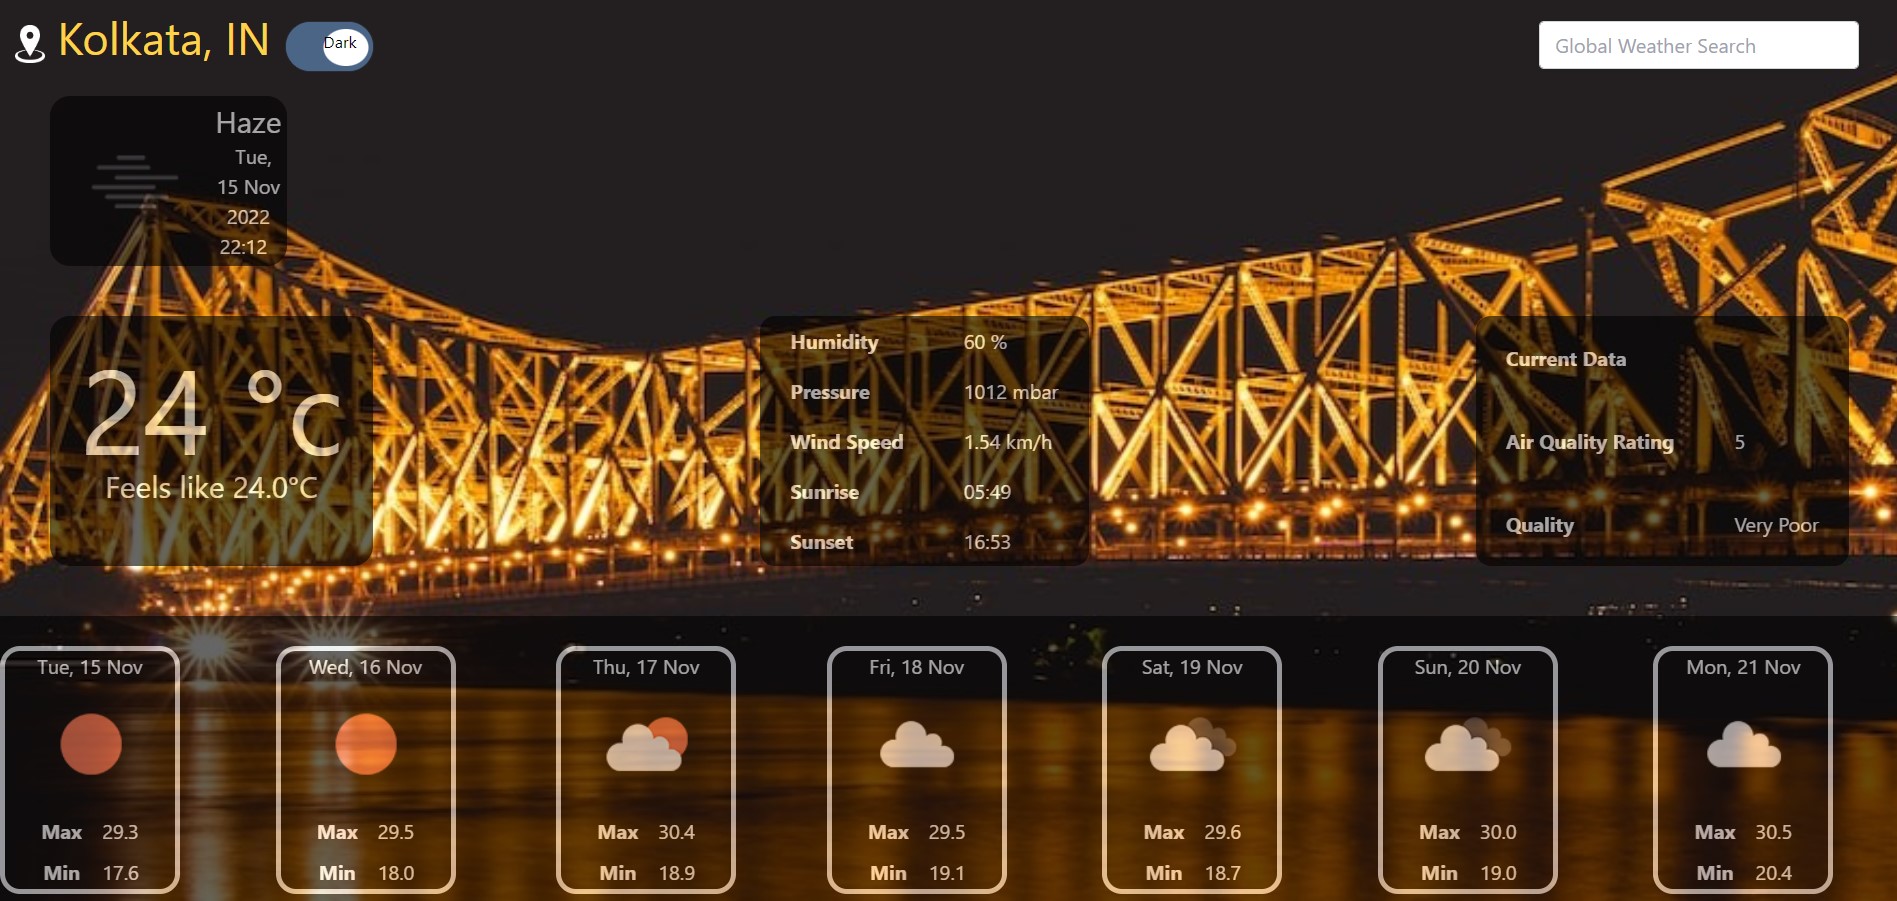 Kolkata, IN
Dark
Global Weather Search
Haze
Tue,
15 Nov
2022
22:12
24 °c
Feels like 24.0°C
Humidity 60 %
Pressure 1012 mbar
Wind Speed 1.54 km/h
Sunrise 05:49
Sunset 16:53
Current Data
Air Quality Rating 5
Quality Very Poor
Tue, 15 Nov
Max 29.3
Min 17.6
Wed, 16 Nov
Max 29.5
Min 18.0
Thu, 17 Nov
Max 30.4
Min 18.9
Fri, 18 Nov
Max 29.5
Min 19.1
Sat, 19 Nov
Max 29.6
Min 18.7
Sun, 20 Nov
Max 30.0
Min 19.0
Mon, 21 Nov
Max 30.5
Min 20.4